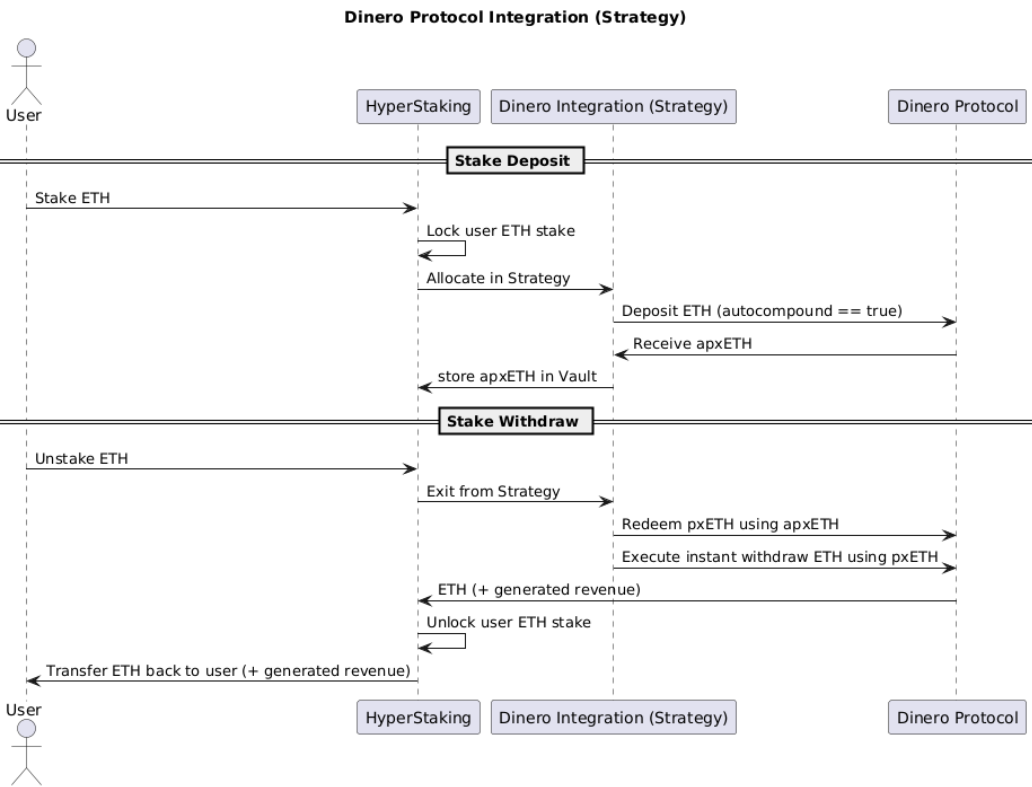 Dinero Protocol Integration (Strategy)
User
HyperStaking
Dinero Integration (Strategy)
Dinero Protocol
Stake Deposit
Stake ETH
Lock user ETH stake
Allocate in Strategy
Deposit ETH (autocompound == true)
Receive apxETH
store apxETH in Vault
Stake Withdraw
Unstake ETH
Exit from Strategy
Redeem pxETH using apxETH
Execute instant withdraw ETH using pxETH
ETH (+ generated revenue)
Unlock user ETH stake
Transfer ETH back to user (+ generated revenue)
User
HyperStaking
Dinero Integration (Strategy)
Dinero Protocol